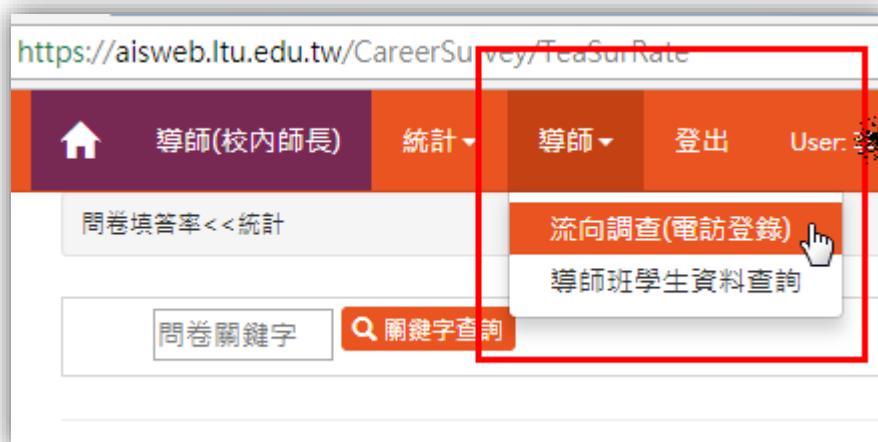 https://aisweb.ltu.edu.tw/CareerSurvey/TeaSurRate
導師(校內師長) 統計 導師 登出 User:
問卷填答率<<統計
流向調查(電訪登錄)
導師班學生資料查詢
問卷關鍵字 關鍵字查詢